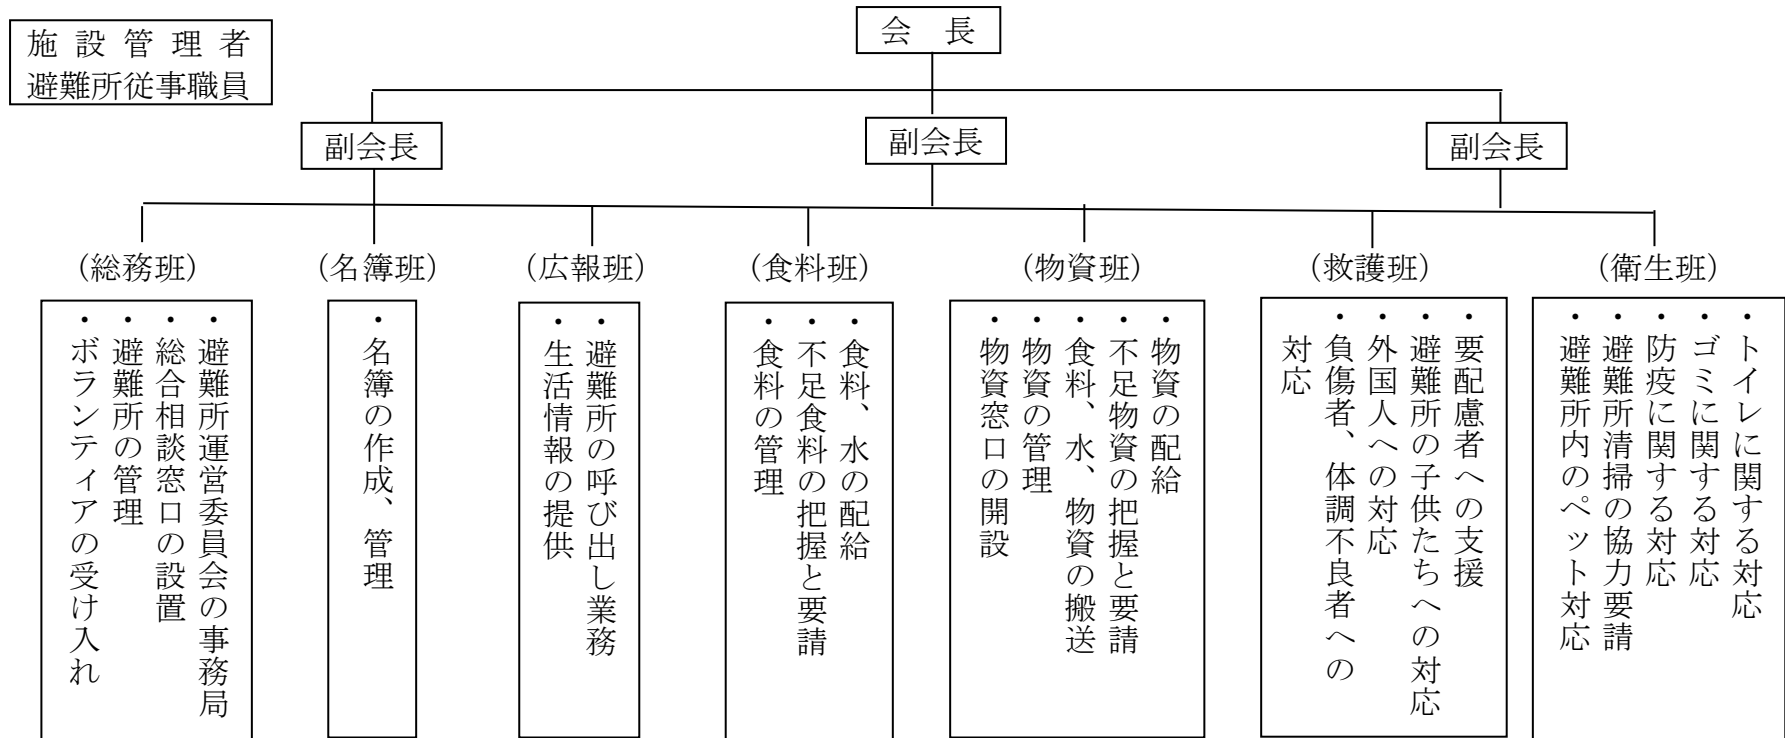 施設管理者
避難所従事職員
会　長
副会長
副会長
副会長
(総務班)
(名簿班)
(広報班)
(食料班)
(物資班)
(救護班)
(衛生班)
・避難所運営委員会の事務局
・総合相談窓口の設置
・避難所の管理
・ボランティアの受け入れ
・名簿の作成、管理
・避難所の呼び出し業務
・生活情報の提供
・食料、水の配給
・不足食料の把握と要請
・食料の管理
・物資の配給
・不足物資の把握と要請
・食料、水、物資の搬送
・物資の管理
・物資窓口の開設
・要配慮者への支援
・避難所の子供たちへの対応
・外国人への対応
・負傷者、体調不良者への
対応
・トイレに関する対応
・ゴミに関する対応
・防疫に関する対応
・避難所清掃の協力要請
・避難所内のペット対応